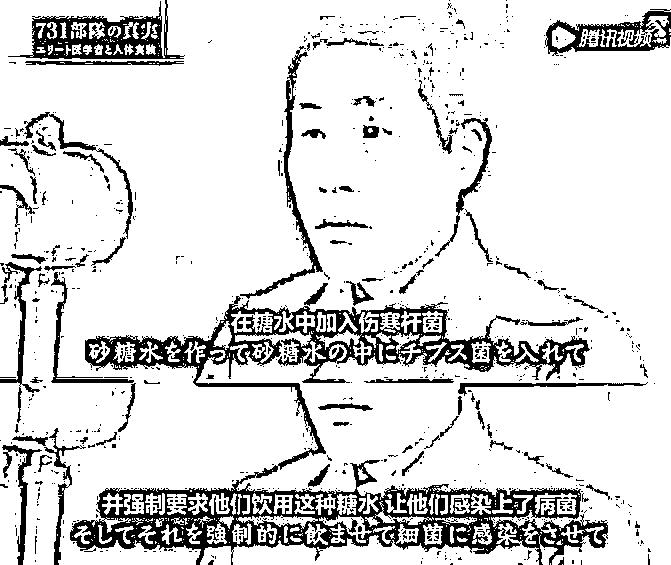 731部隊の真実
エリート医学者と人体実験
腾讯视频
在糖水中加入伤寒杆菌
砂糖水を作って砂糖水の中にチブス菌を入れて
并强制要求他们饮用这种糖水 让他们感染上了病菌
そしてそれを強制的に飲ませて細菌に感染をさせて